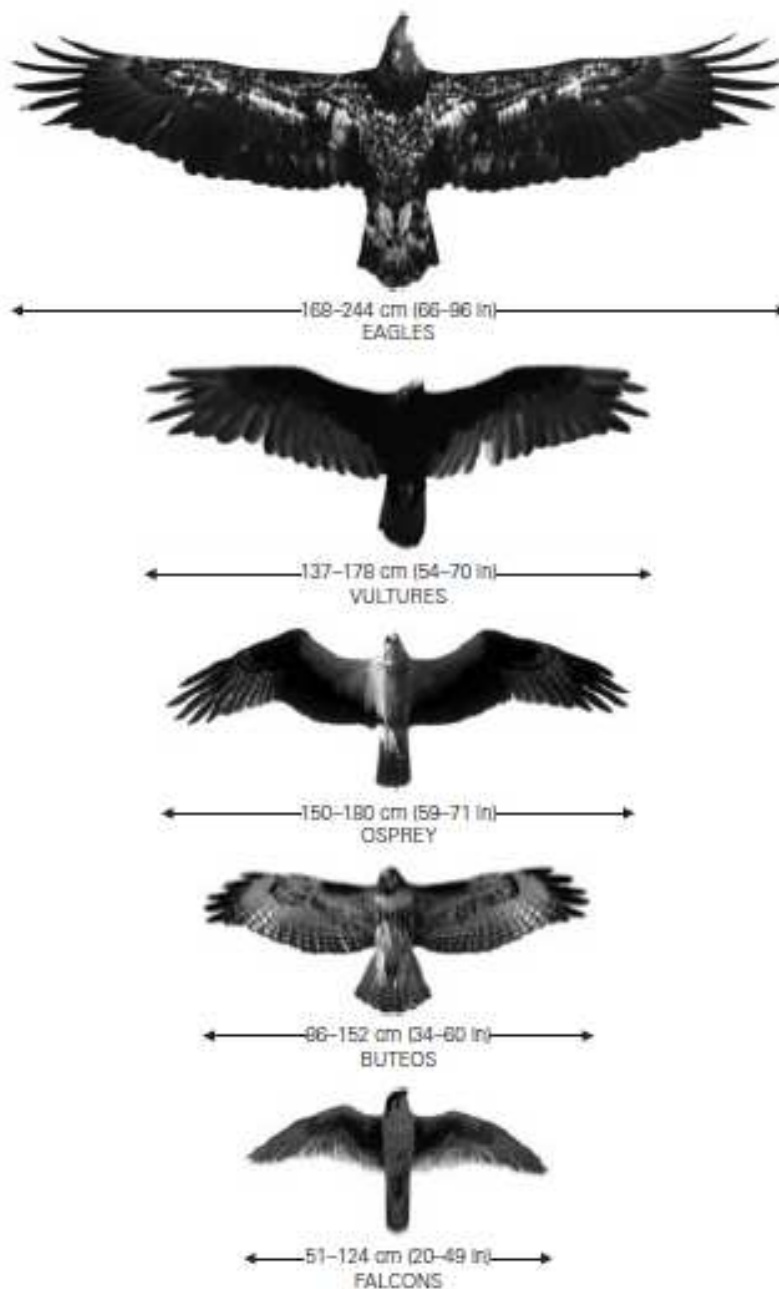 168–244 cm (66–96 in)
EAGLES
137–178 cm (54–70 in)
VULTURES
150–180 cm (59–71 in)
OSPREY
86–152 cm (34–60 in)
BUTEOS
51–124 cm (20–49 in)
FALCONS